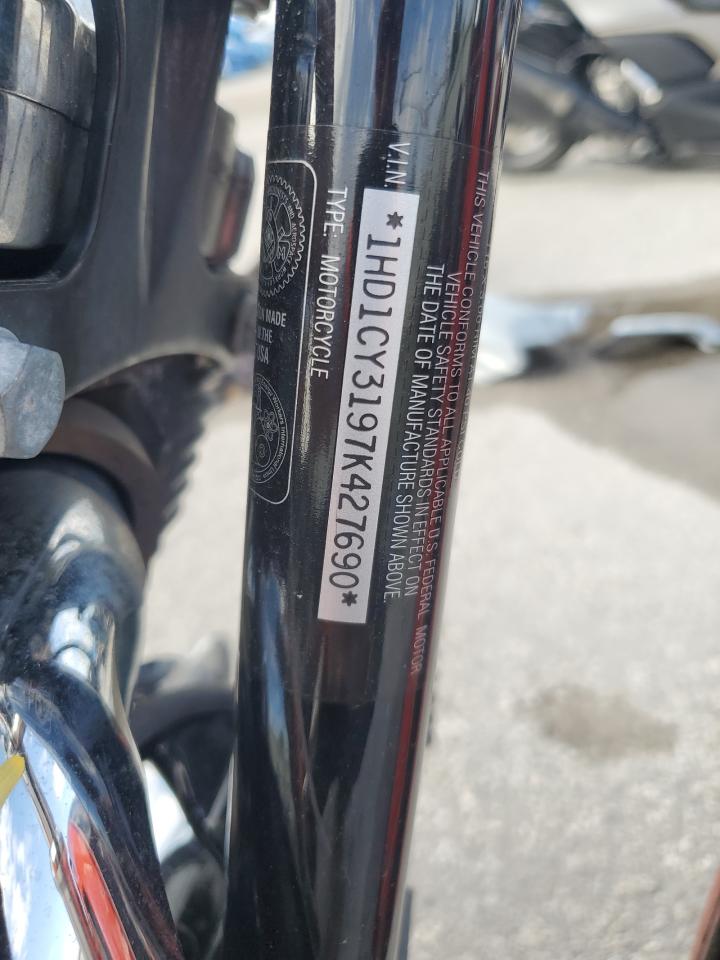 V.I.N.
*1HD1CY3197K427690*
TYPE: MOTORCYCLE
THIS VEHICLE CONFORMS TO ALL APPLICABLE U.S. FEDERAL MOTOR
VEHICLE SAFETY STANDARDS IN EFFECT ON
THE DATE OF MANUFACTURE SHOWN ABOVE.
MADE
THE
USA